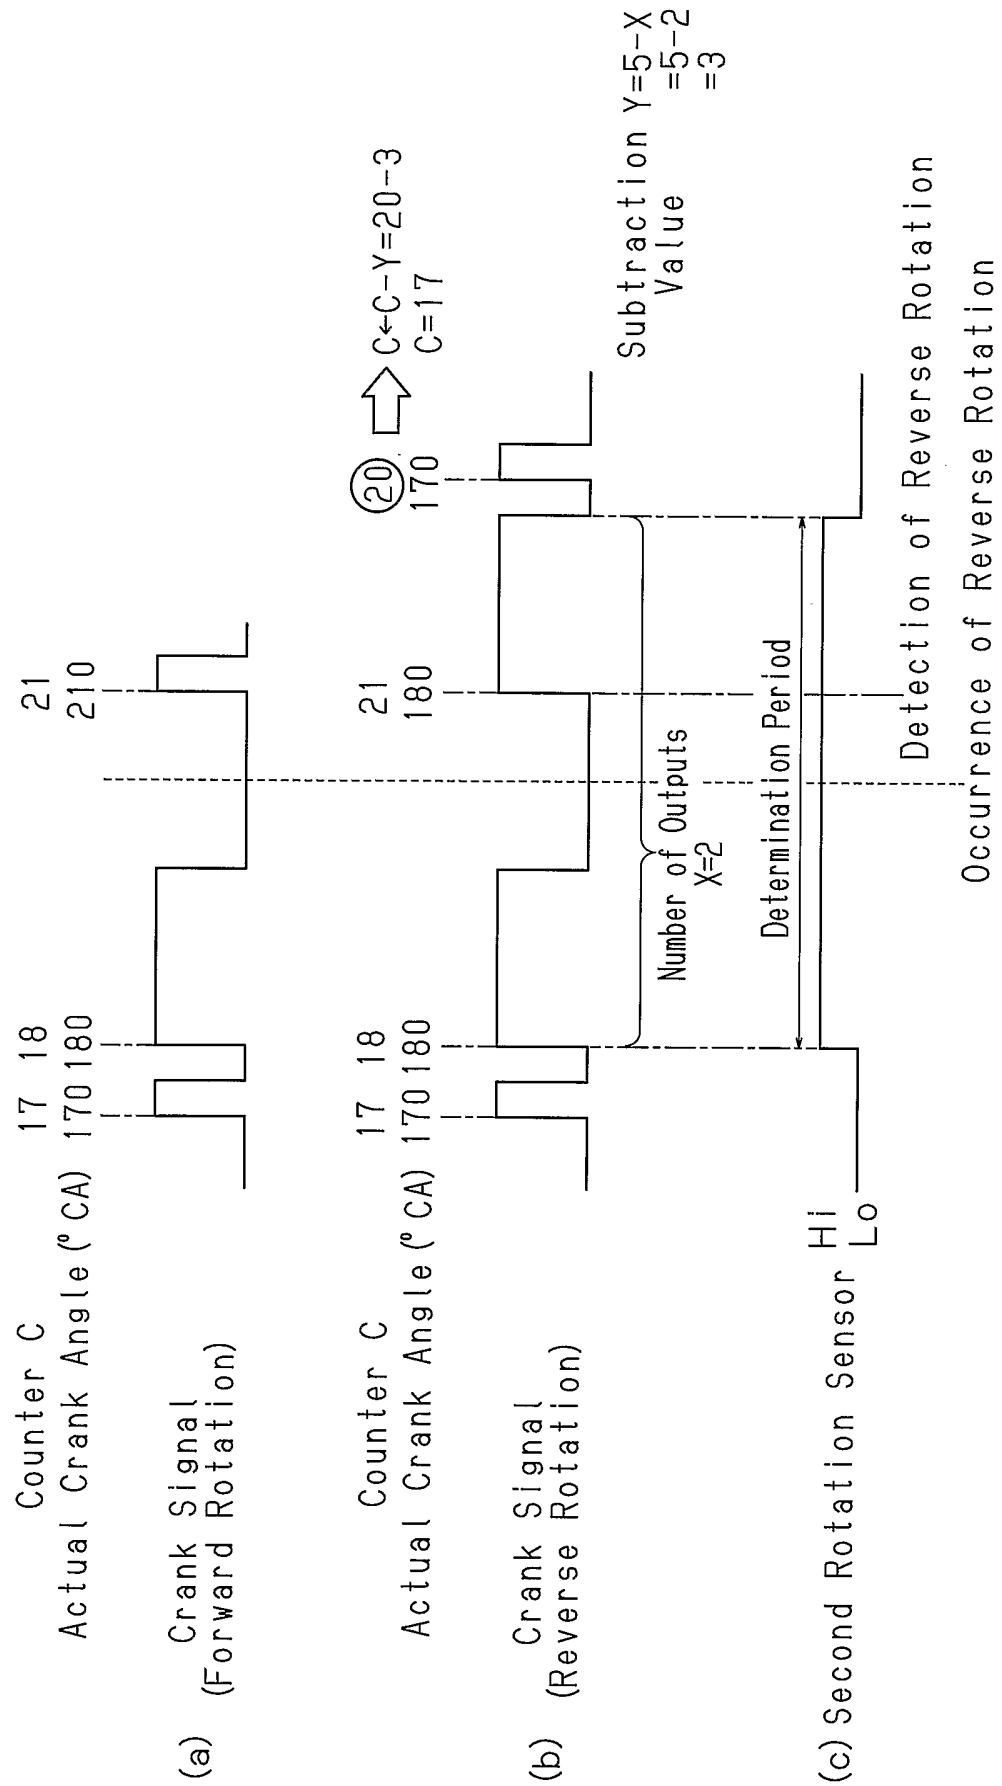 Counter C 17 18 21
Actual Crank Angle (° CA) 170 180 210
(a) Crank Signal
(Forward Rotation)
Counter C 17 18 21 20 C←C-Y=20-3
C=17
Actual Crank Angle (° CA) 170 180 180 170
(b) Crank Signal
(Reverse Rotation)
Subtraction Y=5-X
Value =5-2
=3
Number of Outputs
X=2
Determination Period
(c) Second Rotation Sensor Hi
Lo
Detection of Reverse Rotation
Occurrence of Reverse Rotation